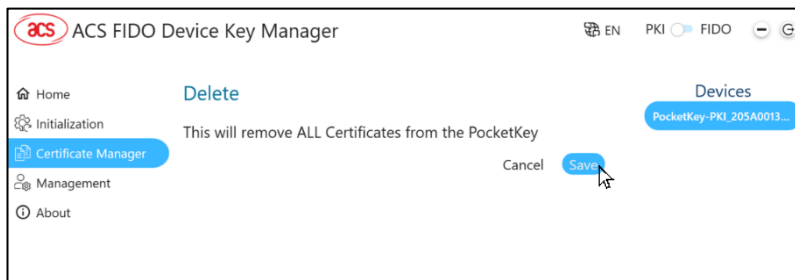 acs ACS FIDO Device Key Manager
EN PKI FIDO
Home
Initialization
Certificate Manager
Management
About
Delete
This will remove ALL Certificates from the PocketKey
Cancel Save
Devices
PocketKey-PKI_205A0013...